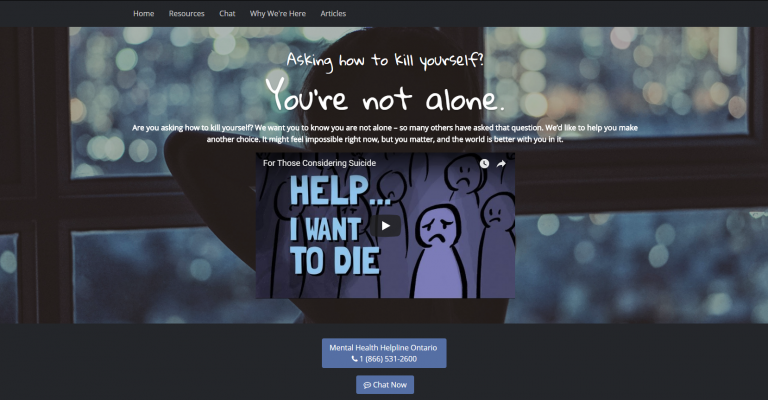 Home Resources Chat Why We're Here Articles
Asking how to kill yourself?
You're not alone.
Are you asking how to kill yourself? We want you to know you are not alone – so many others have asked that question. We'd like to help you make
another choice. It might feel impossible right now, but you matter, and the world is better with you in it.
For Those Considering Suicide
HELP...
I WANT
TO DIE
Mental Health Helpline Ontario
1 (866) 531-2600
Chat Now